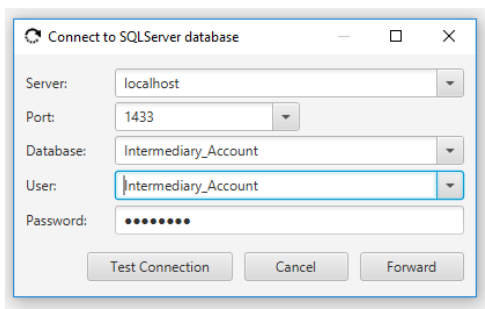 Connect to SQLServer database
Server: localhost
Port: 1433
Database: Intermediary_Account
User: Intermediary_Account
Password: ●●●●●●●●
Test Connection Cancel Forward